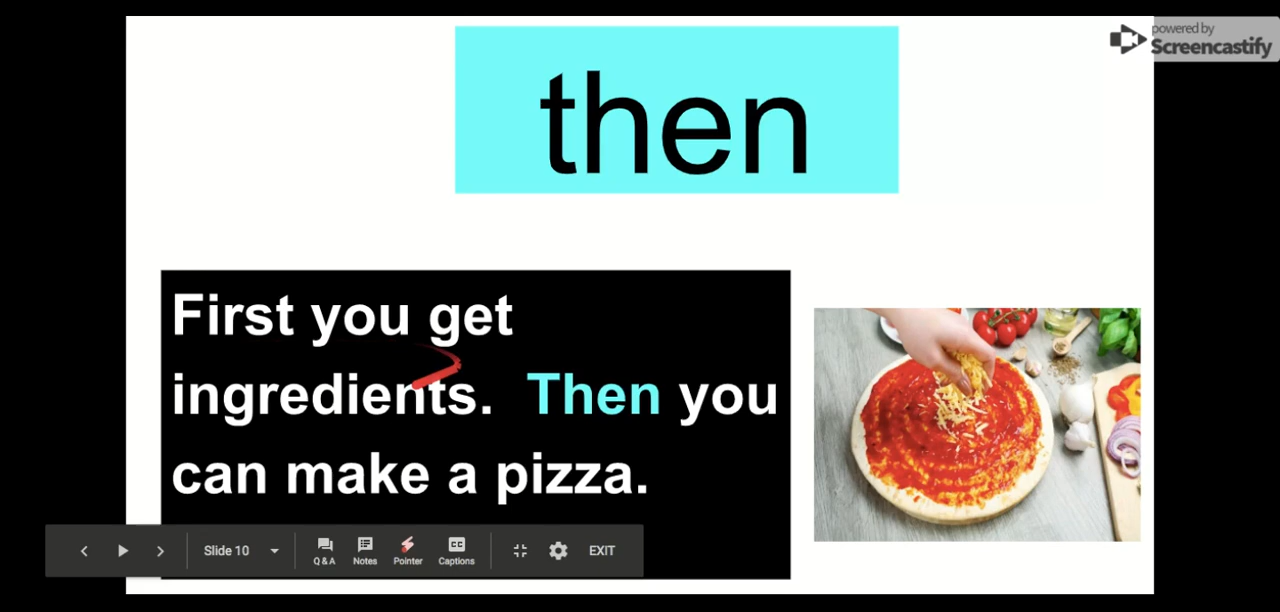 powered by
Screencastify
then
First you get
ingredients. Then you
can make a pizza.
Slide 10
Q & A
Notes
Pointer
CC
Captions
EXIT